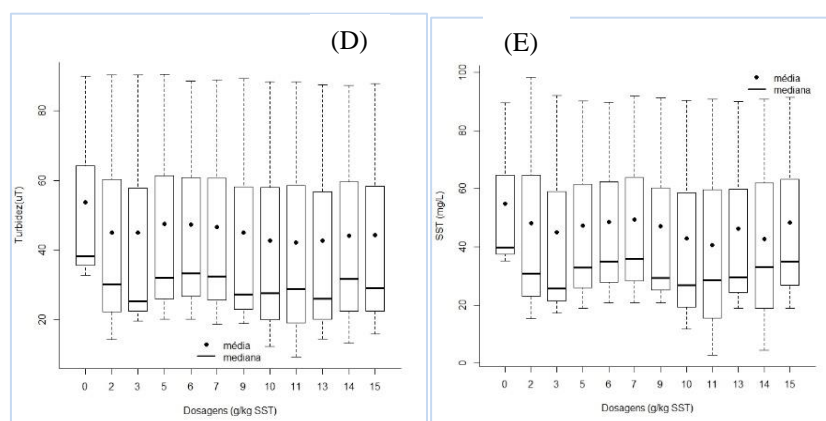 (D)
Turbidez(uT)
80
60
40
20
média
mediana
0 2 3 5 6 7 9 10 11 13 14 15
Dosagens (g/kg SST)
(E)
SST (mg/L)
100
80
60
40
20
0
média
mediana
0 2 3 5 6 7 9 10 11 13 14 15
Dosagens (g/kg SST)